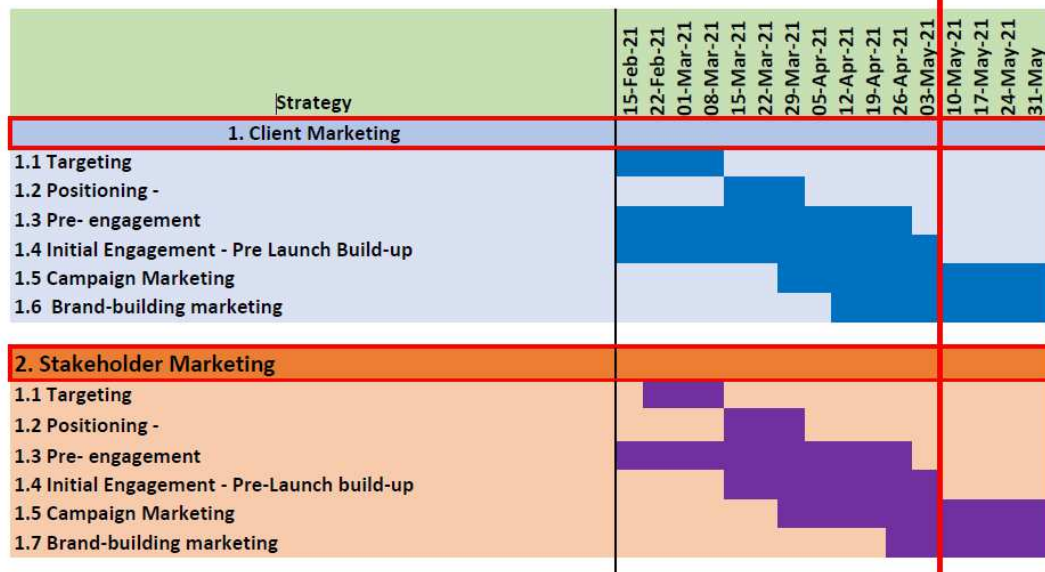 Strategy
15-Feb-21
22-Feb-21
01-Mar-21
08-Mar-21
15-Mar-21
22-Mar-21
29-Mar-21
05-Apr-21
12-Apr-21
19-Apr-21
26-Apr-21
03-May-21
10-May-21
17-May-21
24-May-21
31-May
1. Client Marketing
1.1 Targeting
1.2 Positioning -
1.3 Pre- engagement
1.4 Initial Engagement - Pre Launch Build-up
1.5 Campaign Marketing
1.6 Brand-building marketing
2. Stakeholder Marketing
1.1 Targeting
1.2 Positioning -
1.3 Pre- engagement
1.4 Initial Engagement - Pre-Launch build-up
1.5 Campaign Marketing
1.7 Brand-building marketing